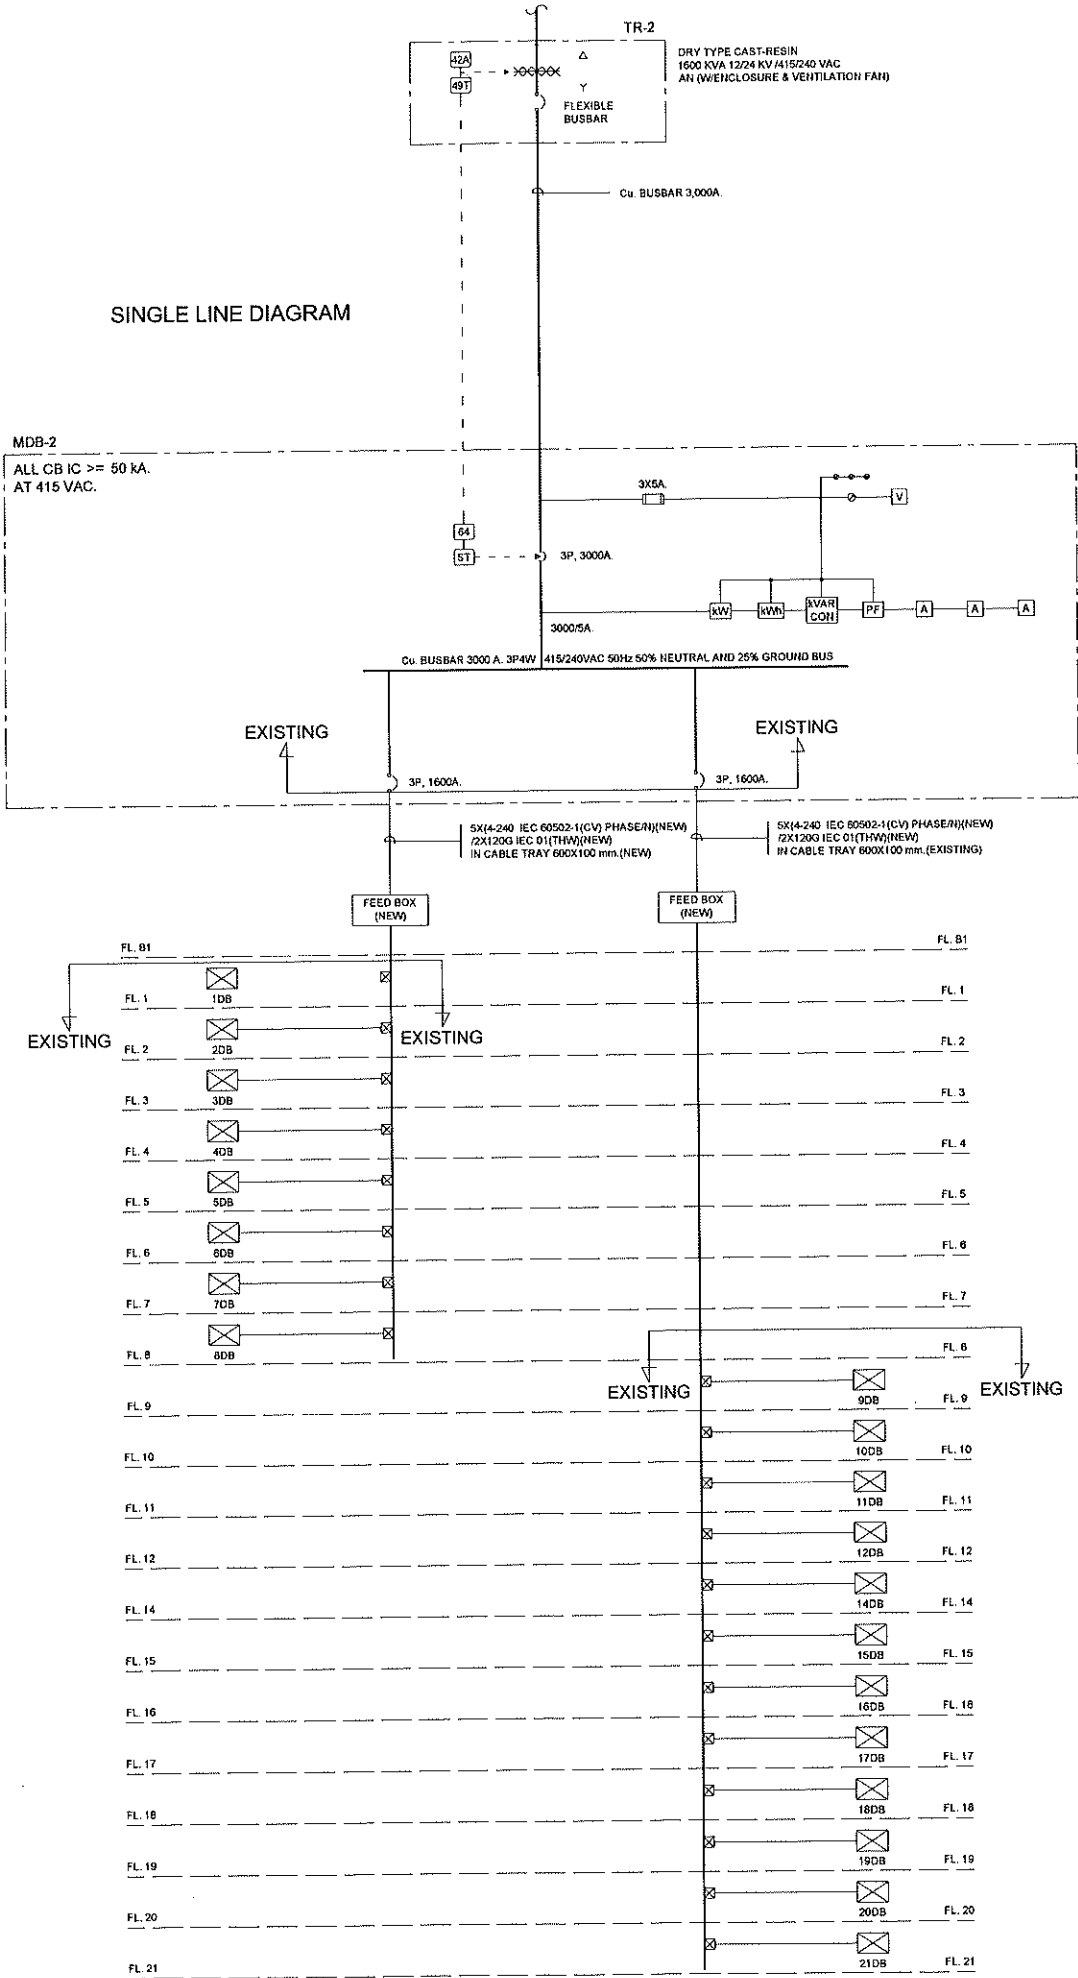 TR-2
42A
49T
FLEXIBLE
BUSBAR
DRY TYPE CAST-RESIN
1600 KVA 12/24 KV /415/240 VAC
AN (W/ENCLOSURE & VENTILATION FAN)
Cu. BUSBAR 3,000A.
SINGLE LINE DIAGRAM
MDB-2
ALL CB IC >= 50 kA.
AT 415 VAC.
3X5A.
V
64
ST
3P, 3000A.
kW
kWh
kVAR
CON
PF
A
A
A
3000/5A.
Cu. BUSBAR 3000 A. 3P4W 415/240VAC 50Hz 50% NEUTRAL AND 25% GROUND BUS
EXISTING
EXISTING
3P, 1600A.
3P, 1600A.
5X(4-240 IEC 60502-1(CV) PHASE/N)(NEW)
/2X120G IEC 01(THW)(NEW)
IN CABLE TRAY 600X100 mm.(NEW)
5X(4-240 IEC 60502-1(CV) PHASE/N)(NEW)
/2X120G IEC 01(THW)(NEW)
IN CABLE TRAY 600X100 mm.(EXISTING)
FEED BOX
(NEW)
FEED BOX
(NEW)
FL. B1
FL. B1
1DB
FL. 1
FL. 1
EXISTING
EXISTING
2DB
FL. 2
FL. 2
3DB
FL. 3
FL. 3
4DB
FL. 4
FL. 4
5DB
FL. 5
FL. 5
6DB
FL. 6
FL. 6
7DB
FL. 7
FL. 7
8DB
FL. 8
FL. 8
EXISTING
EXISTING
9DB
FL. 9
FL. 9
10DB
FL. 10
FL. 10
11DB
FL. 11
FL. 11
12DB
FL. 12
FL. 12
14DB
FL. 14
FL. 14
15DB
FL. 15
FL. 15
16DB
FL. 16
FL. 16
17DB
FL. 17
FL. 17
18DB
FL. 18
FL. 18
19DB
FL. 19
FL. 19
20DB
FL. 20
FL. 20
21DB
FL. 21
FL. 21